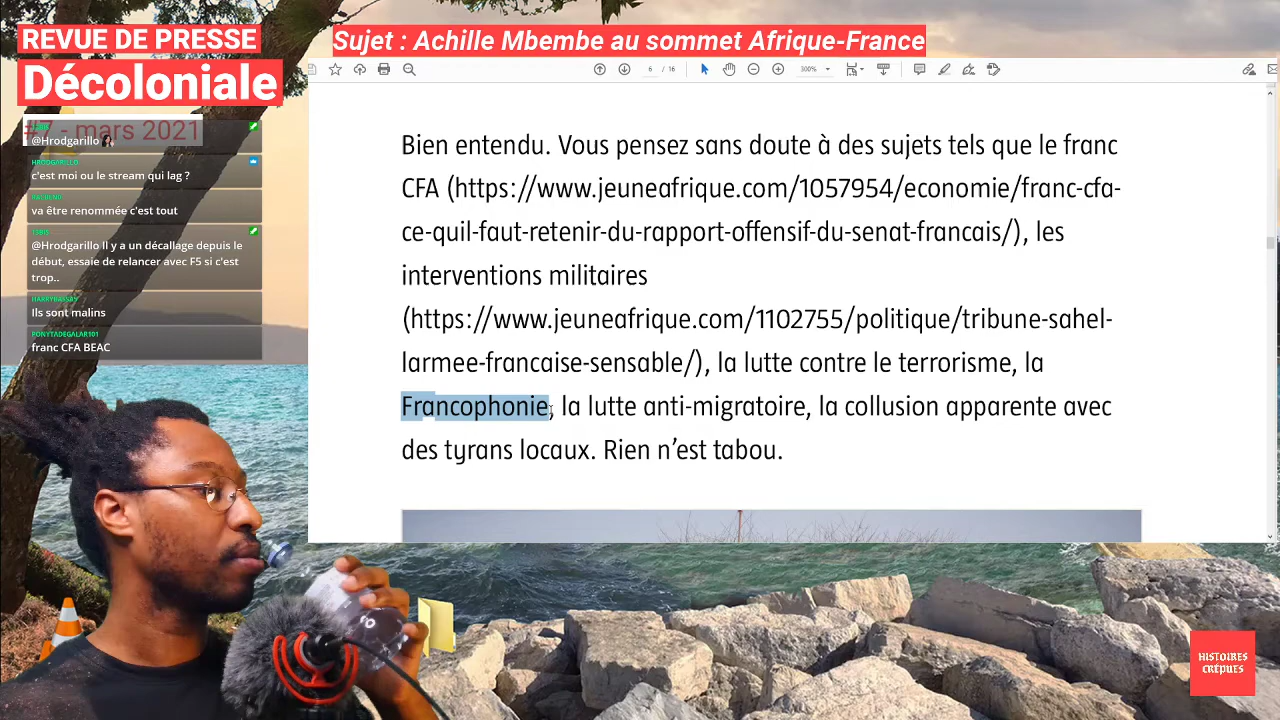 REVUE DE PRESSE
Décoloniale
#7 - mars 2021
Sujet : Achille Mbembe au sommet Afrique-France
6 / 16
300%
@Hrodgarillo
HRODGARILLO
c'est moi ou le stream qui lag ?
va être renommée c'est tout
@Hrodgarillo Il y a un décallage depuis le
début, essaie de relancer avec F5 si c'est
trop..
Ils sont malins
PONYTADEGALAR101
franc CFA BEAC
Bien entendu. Vous pensez sans doute à des sujets tels que le franc
CFA (https://www.jeuneafrique.com/1057954/economie/franc-cfa-
ce-quil-faut-retenir-du-rapport-offensif-du-senat-francais/), les
interventions militaires
(https://www.jeuneafrique.com/1102755/politique/tribune-sahel-
larmee-francaise-sensable/), la lutte contre le terrorisme, la
Francophonie, la lutte anti-migratoire, la collusion apparente avec
des tyrans locaux. Rien n’est tabou.
HISTOIRES
CRÉPUES